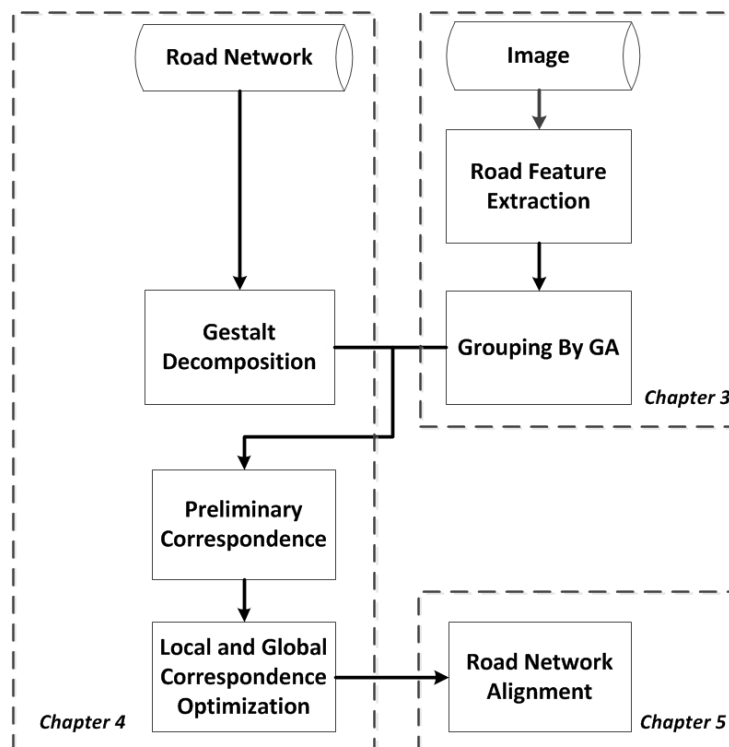 Road Network
Image
Road Feature
Extraction
Gestalt
Decomposition
Grouping By GA
Chapter 3
Preliminary
Correspondence
Local and Global
Correspondence
Optimization
Road Network
Alignment
Chapter 4
Chapter 5